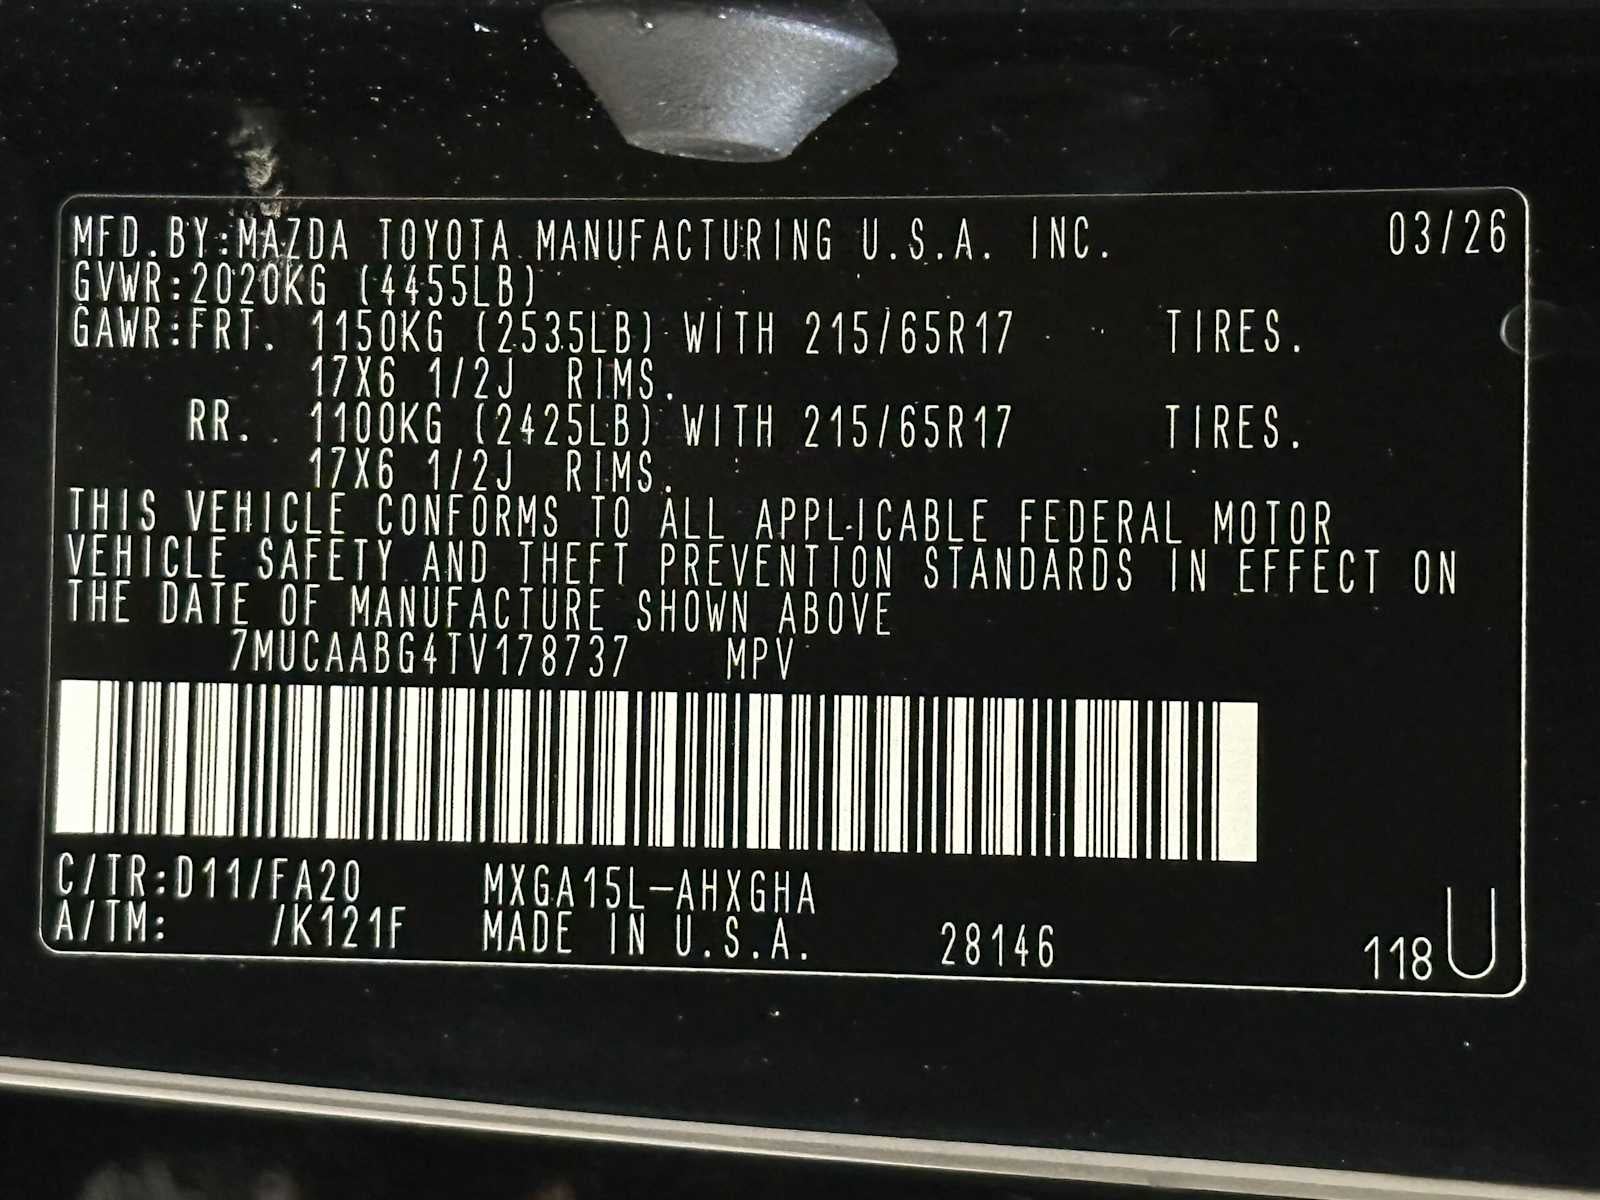 MFD.BY:MAZDA TOYOTA MANUFACTURING U.S.A. INC. 03/26
GVWR:2020KG (4455LB)
GAWR:FRT. 1150KG (2535LB) WITH 215/65R17 TIRES.
17X6 1/2J RIMS.
RR. 1100KG (2425LB) WITH 215/65R17 TIRES.
17X6 1/2J RIMS.
THIS VEHICLE CONFORMS TO ALL APPLICABLE FEDERAL MOTOR
VEHICLE SAFETY AND THEFT PREVENTION STANDARDS IN EFFECT ON
THE DATE OF MANUFACTURE SHOWN ABOVE
7MUCAABG4TV178737 MPV
C/TR:D11/FA20 MXGA15L-AHXGHA
A/TM: /K121F MADE IN U.S.A. 28146 118 U